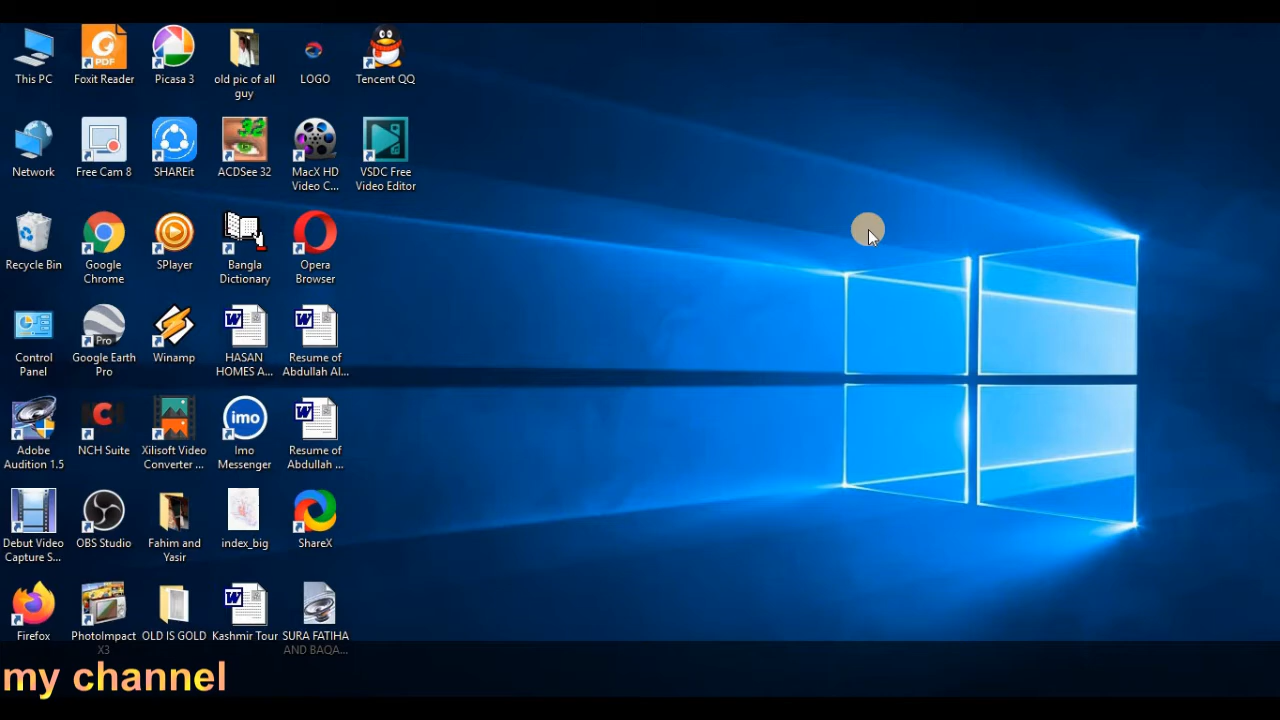 This PC
Foxit Reader
Picasa 3
old pic of all
guy
LOGO
Tencent QQ
Network
Free Cam 8
SHAREit
ACDSee 32
MacX HD
Video C...
VSDC Free
Video Editor
Recycle Bin
Google
Chrome
SPlayer
Bangla
Dictionary
Opera
Browser
Control
Panel
Google Earth
Pro
Winamp
HASAN
HOMES A...
Resume of
Abdullah Al...
Adobe
Audition 1.5
NCH Suite
Xilisoft Video
Converter ...
Imo
Messenger
Resume of
Abdullah ...
Debut Video
Capture S...
OBS Studio
Fahim and
Yasir
index_big
ShareX
Firefox
PhotoImpact
X3
OLD IS GOLD
Kashmir Tour
SURA FATIHA
AND BAQA...
my channel